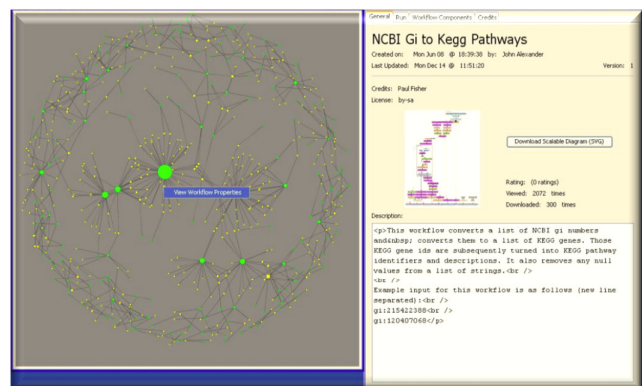 View Workflow Properties
General Run Workflow Components Credits
NCBI Gi to Kegg Pathways
Created on: Mon Jun 08 @ 18:39:38 by: John Alexander
Last Updated: Mon Dec 14 @ 11:51:20 Version: 1
Credits: Paul Fisher
License: by-sa
Download Scalable Diagram (SVG)
Rating: (0 ratings)
Viewed: 2072 times
Downloaded: 300 times
Description:
<p>This workflow converts a list of NCBI gi numbers
and&nbsp; converts them to a list of KEGG genes. Those
KEGG gene ids are subsequently turned into KEGG pathway
identifiers and descriptions. It also removes any null
values from a list of strings.<br />
<br />
Example input for this workflow is as follows (new line
separated):<br />
gi:215422388<br />
gi:120407068</p>